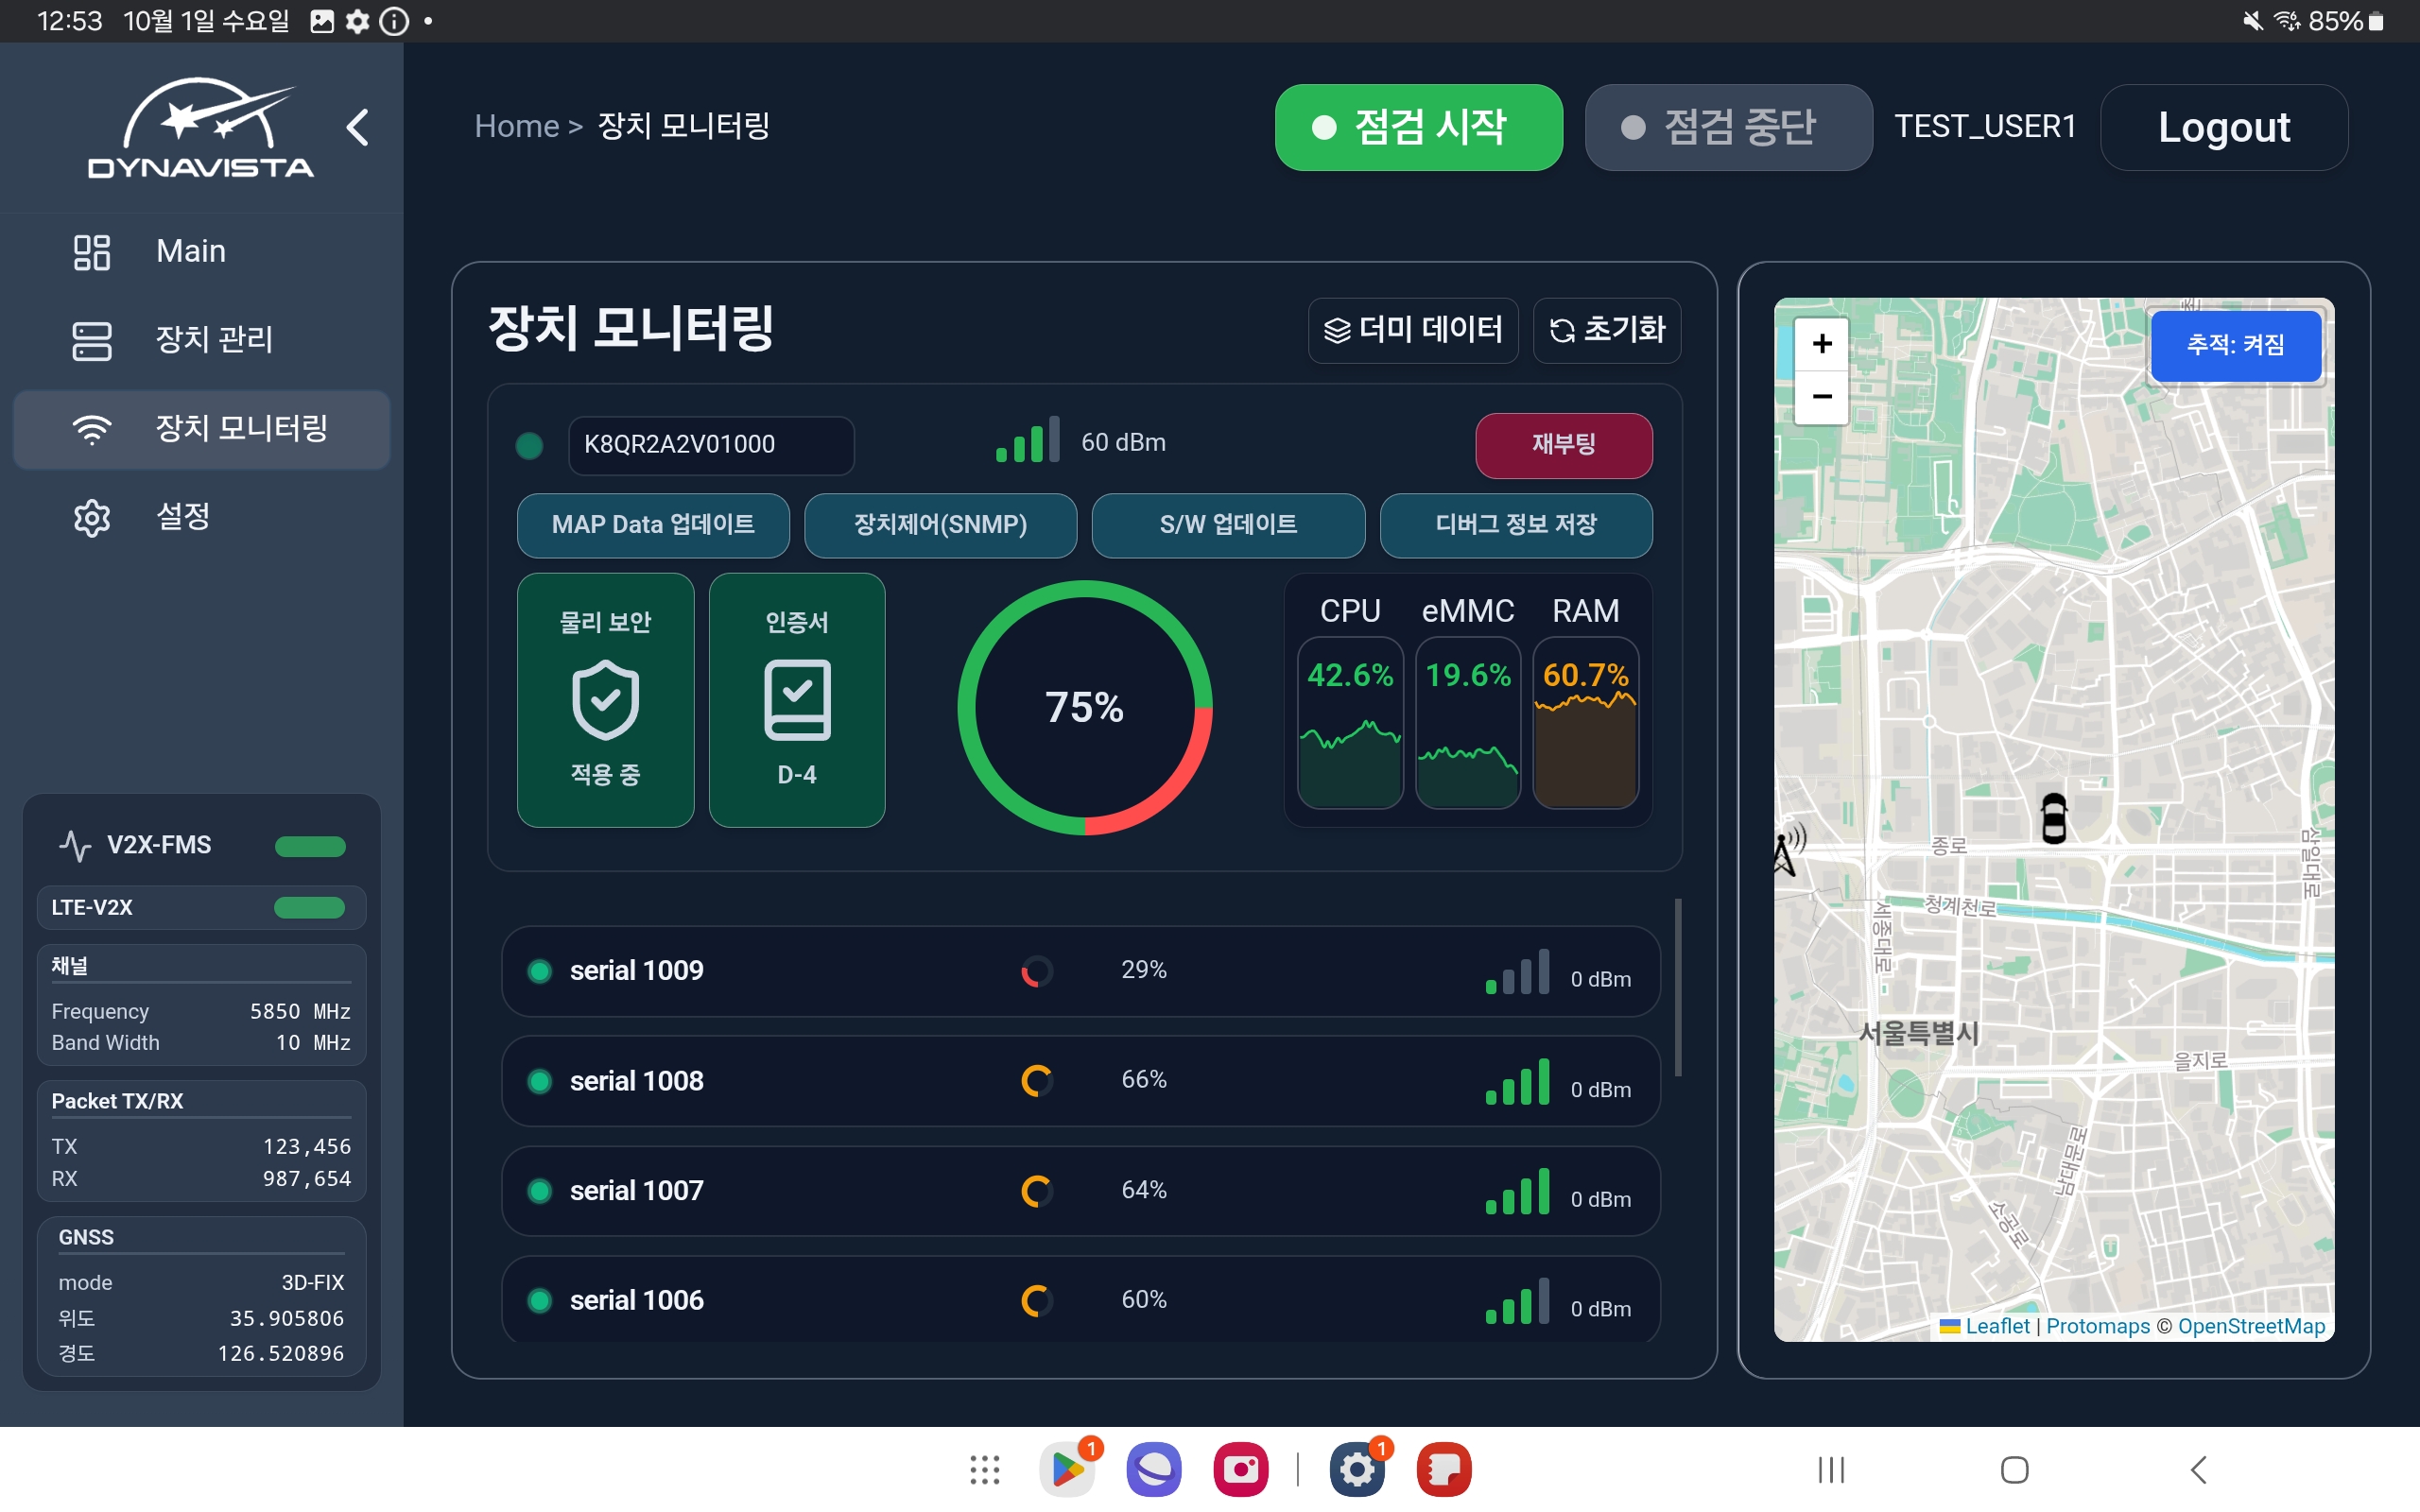 12:53 10월 1일 수요일
85%
DYNAVISTA
Main
장치 관리
장치 모니터링
설정
V2X-FMS
LTE-V2X
채널
Frequency 5850 MHz
Band Width 10 MHz
Packet TX/RX
TX 123,456
RX 987,654
GNSS
mode 3D-FIX
위도 35.905806
경도 126.520896
Home > 장치 모니터링
점검 시작
점검 중단
TEST_USER1
Logout
장치 모니터링
더미 데이터
초기화
K8QR2A2V01000
60 dBm
재부팅
MAP Data 업데이트
장치제어(SNMP)
S/W 업데이트
디버그 정보 저장
물리 보안
적용 중
인증서
D-4
75%
CPU eMMC RAM
42.6% 19.6% 60.7%
serial 1009 29% 0 dBm
serial 1008 66% 0 dBm
serial 1007 64% 0 dBm
serial 1006 60% 0 dBm
+
−
추적: 켜짐
종로
삼일대로
청계천로
세종대로
서울특별시
을지로
남대문로
소공로
Leaflet | Protomaps © OpenStreetMap
1
1